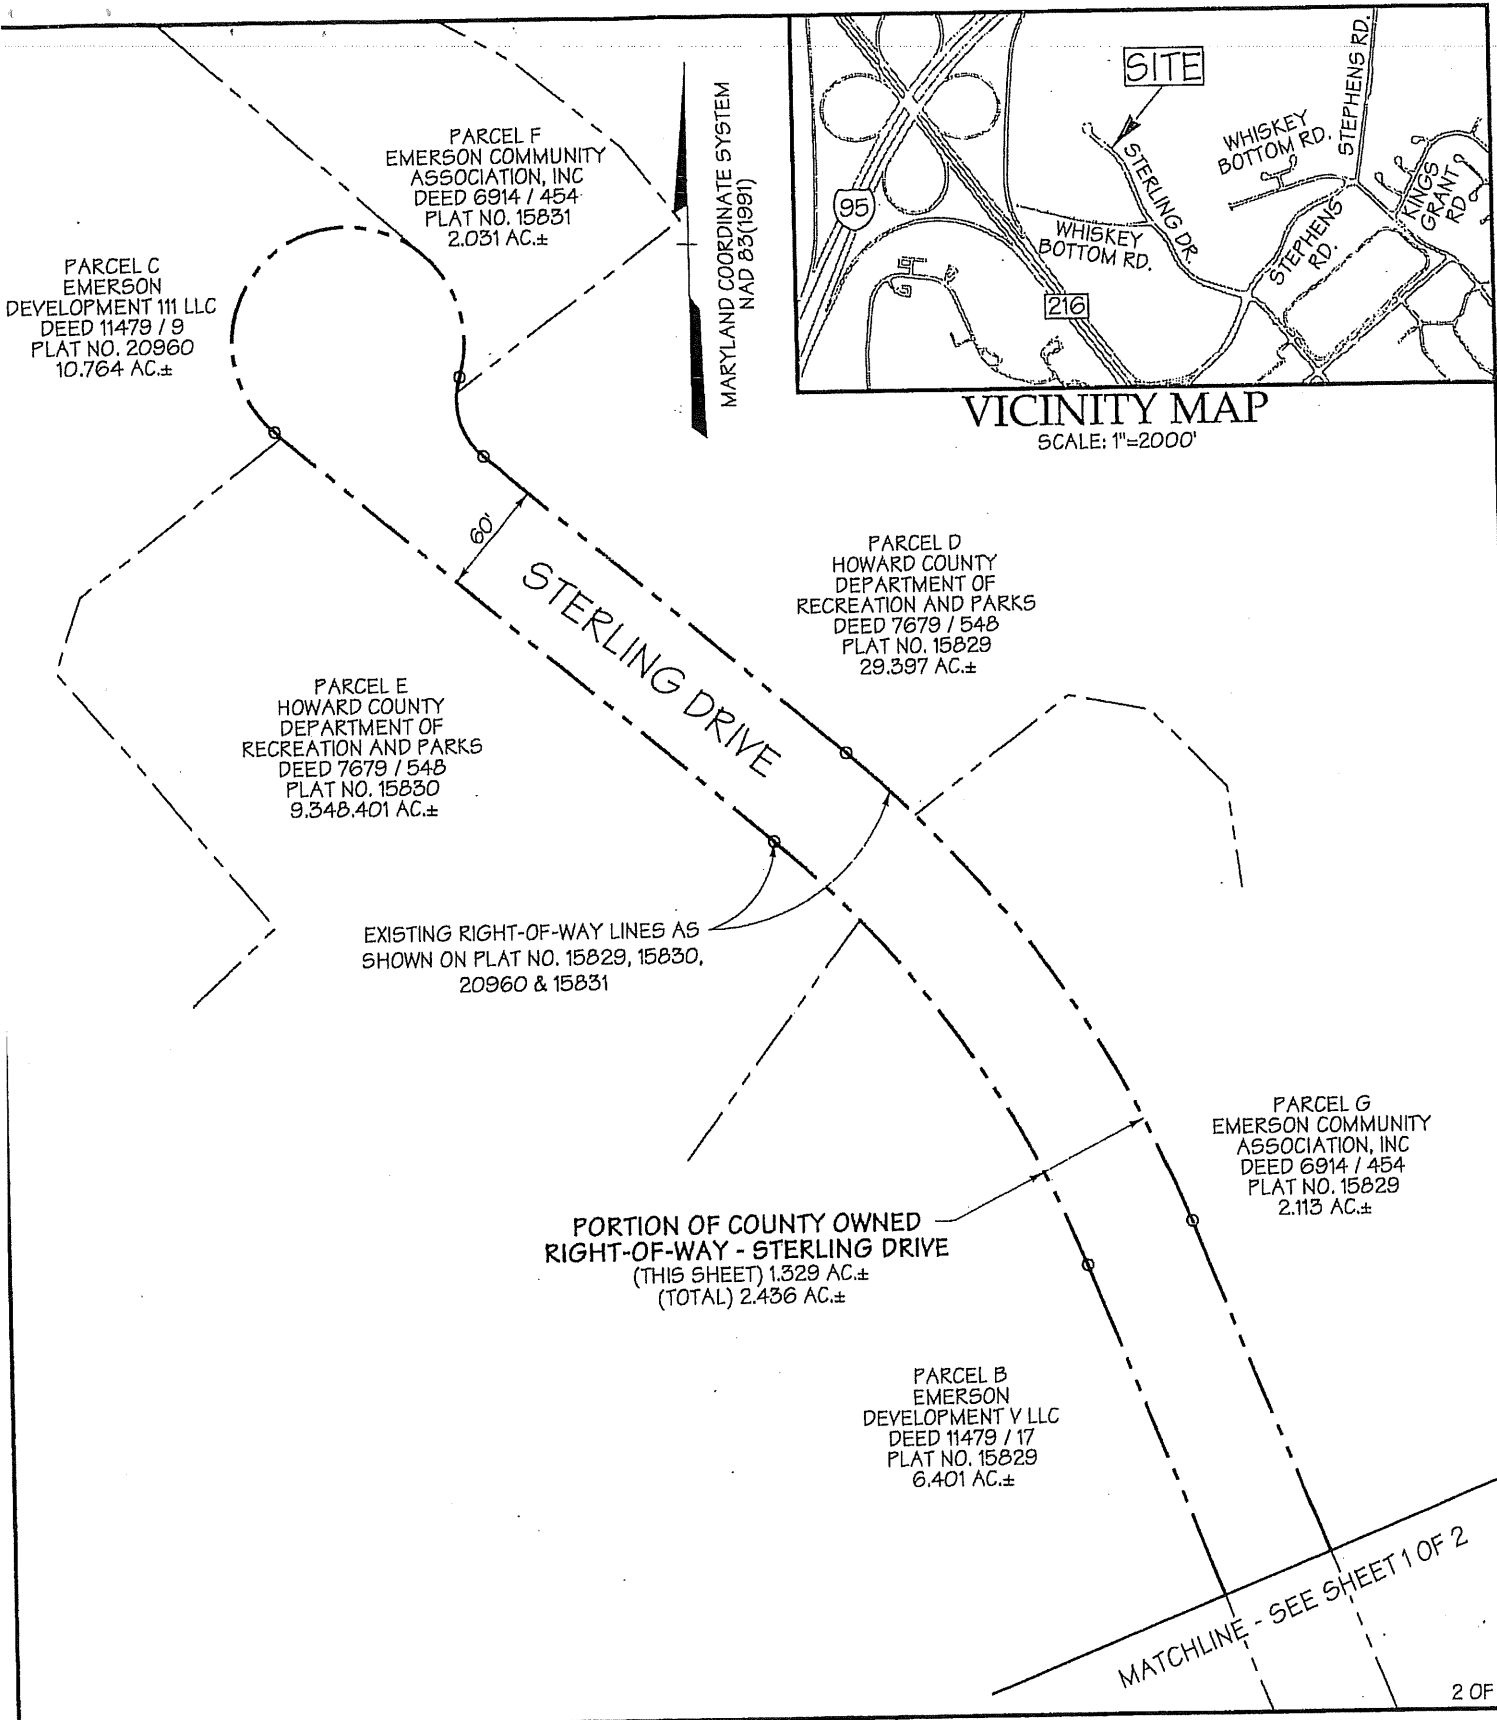 PARCEL F
EMERSON COMMUNITY
ASSOCIATION, INC
DEED 6914 / 454
PLAT NO. 15831
2.031 AC.±
PARCEL C
EMERSON
DEVELOPMENT 111 LLC
DEED 11479 / 9
PLAT NO. 20960
10.764 AC.±
MARYLAND COORDINATE SYSTEM
NAD 83(1991)
SITE
STEPHENS RD.
WHISKEY
BOTTOM RD.
STERLING DR.
KINGS
GRANT
RD
95
WHISKEY
BOTTOM RD.
STEPHENS
RD.
216
VICINITY MAP
SCALE: 1"=2000'
60'
STERLING DRIVE
PARCEL D
HOWARD COUNTY
DEPARTMENT OF
RECREATION AND PARKS
DEED 7679 / 548
PLAT NO. 15829
29.397 AC.±
PARCEL E
HOWARD COUNTY
DEPARTMENT OF
RECREATION AND PARKS
DEED 7679 / 548
PLAT NO. 15830
9.348.401 AC.±
EXISTING RIGHT-OF-WAY LINES AS
SHOWN ON PLAT NO. 15829, 15830,
20960 & 15831
PARCEL G
EMERSON COMMUNITY
ASSOCIATION, INC
DEED 6914 / 454
PLAT NO. 15829
2.113 AC.±
PORTION OF COUNTY OWNED
RIGHT-OF-WAY - STERLING DRIVE
(THIS SHEET) 1.329 AC.±
(TOTAL) 2.436 AC.±
PARCEL B
EMERSON
DEVELOPMENT V LLC
DEED 11479 / 17
PLAT NO. 15829
6.401 AC.±
MATCHLINE - SEE SHEET 1 OF 2
2 OF